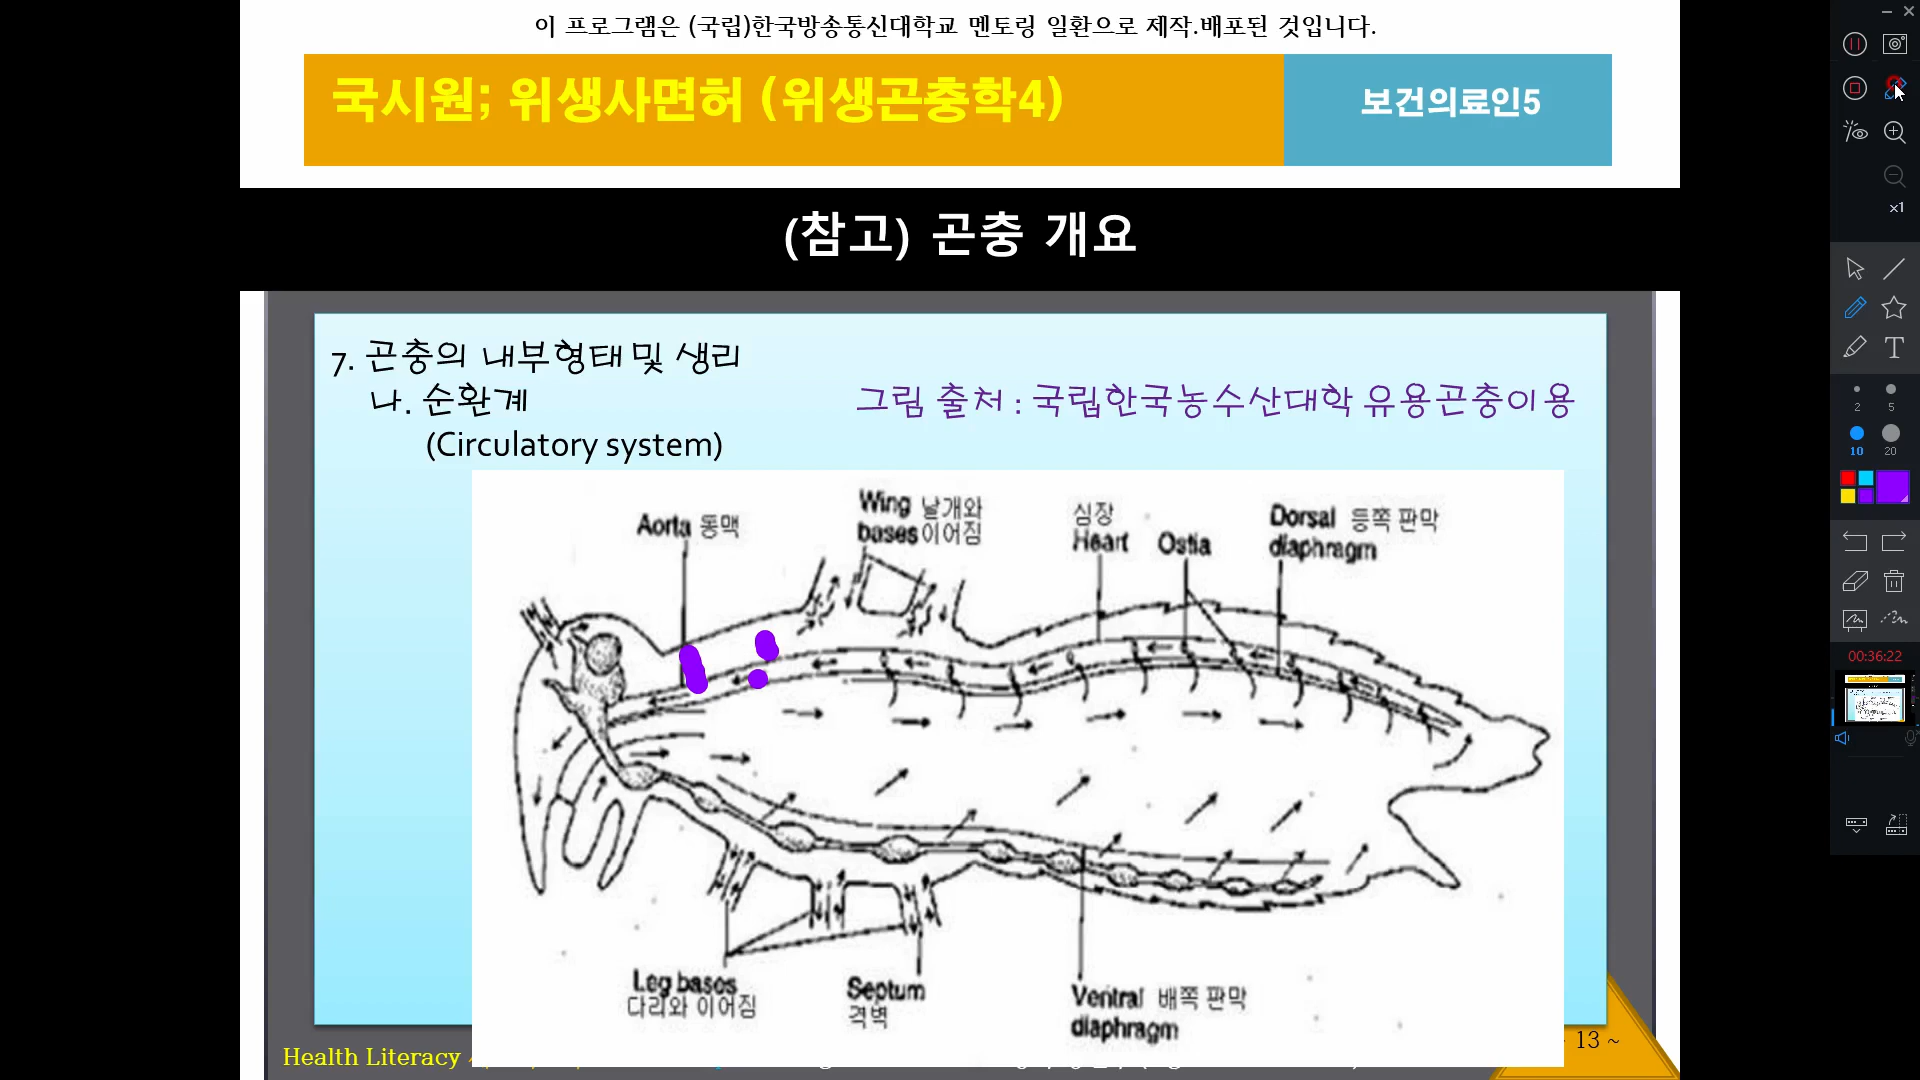 이 프로그램은 (국립)한국방송통신대학교 멘토링 일환으로 제작.배포된 것입니다.
국시원; 위생사면허 (위생곤충학4)
보건의료인5
(참고) 곤충 개요
7. 곤충의 내부형태 및 생리
나. 순환계
그림 출처 : 국립한국농수산대학 유용곤충이용
(Circulatory system)
Aorta 동맥
Wing 날개와
bases 이어짐
심장
Heart
Ostia
Dorsal 등쪽 판막
diaphragm
Leg bases
다리와 이어짐
Septum
격벽
Ventral 배쪽 판막
diaphragm
Health Literacy
13 ~
x1
2
5
10
20
T
00:36:22